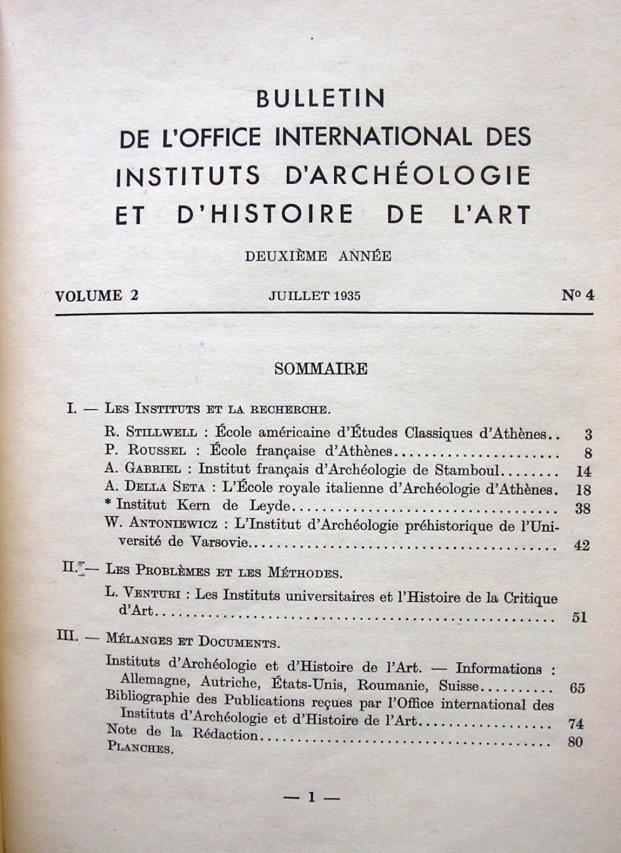 BULLETIN
DE L'OFFICE INTERNATIONAL DES
INSTITUTS D'ARCHÉOLOGIE
ET D'HISTOIRE DE L'ART
DEUXIÈME ANNÉE
VOLUME 2 JUILLET 1935 Nº 4
SOMMAIRE
I. — LES INSTITUTS ET LA RECHERCHE.
R. STILLWELL : École américaine d'Études Classiques d'Athènes.. 3
P. ROUSSEL : École française d'Athènes....................... 8
A. GABRIEL : Institut français d'Archéologie de Stamboul........ 14
A. DELLA SETA : L'École royale italienne d'Archéologie d'Athènes. 18
* Institut Kern de Leyde.................................... 38
W. ANTONIEWICZ : L'Institut d'Archéologie préhistorique de l'Uni-
versité de Varsovie.......................................... 42
II. — LES PROBLÈMES ET LES MÉTHODES.
L. VENTURI : Les Instituts universitaires et l'Histoire de la Critique
d'Art...................................................... 51
III. — MÉLANGES ET DOCUMENTS.
Instituts d'Archéologie et d'Histoire de l'Art. — Informations :
Allemagne, Autriche, États-Unis, Roumanie, Suisse.......... 65
Bibliographie des Publications reçues par l'Office international des
Instituts d'Archéologie et d'Histoire de l'Art.................. 74
Note de la Rédaction........................................ 80
PLANCHES.
— 1 —